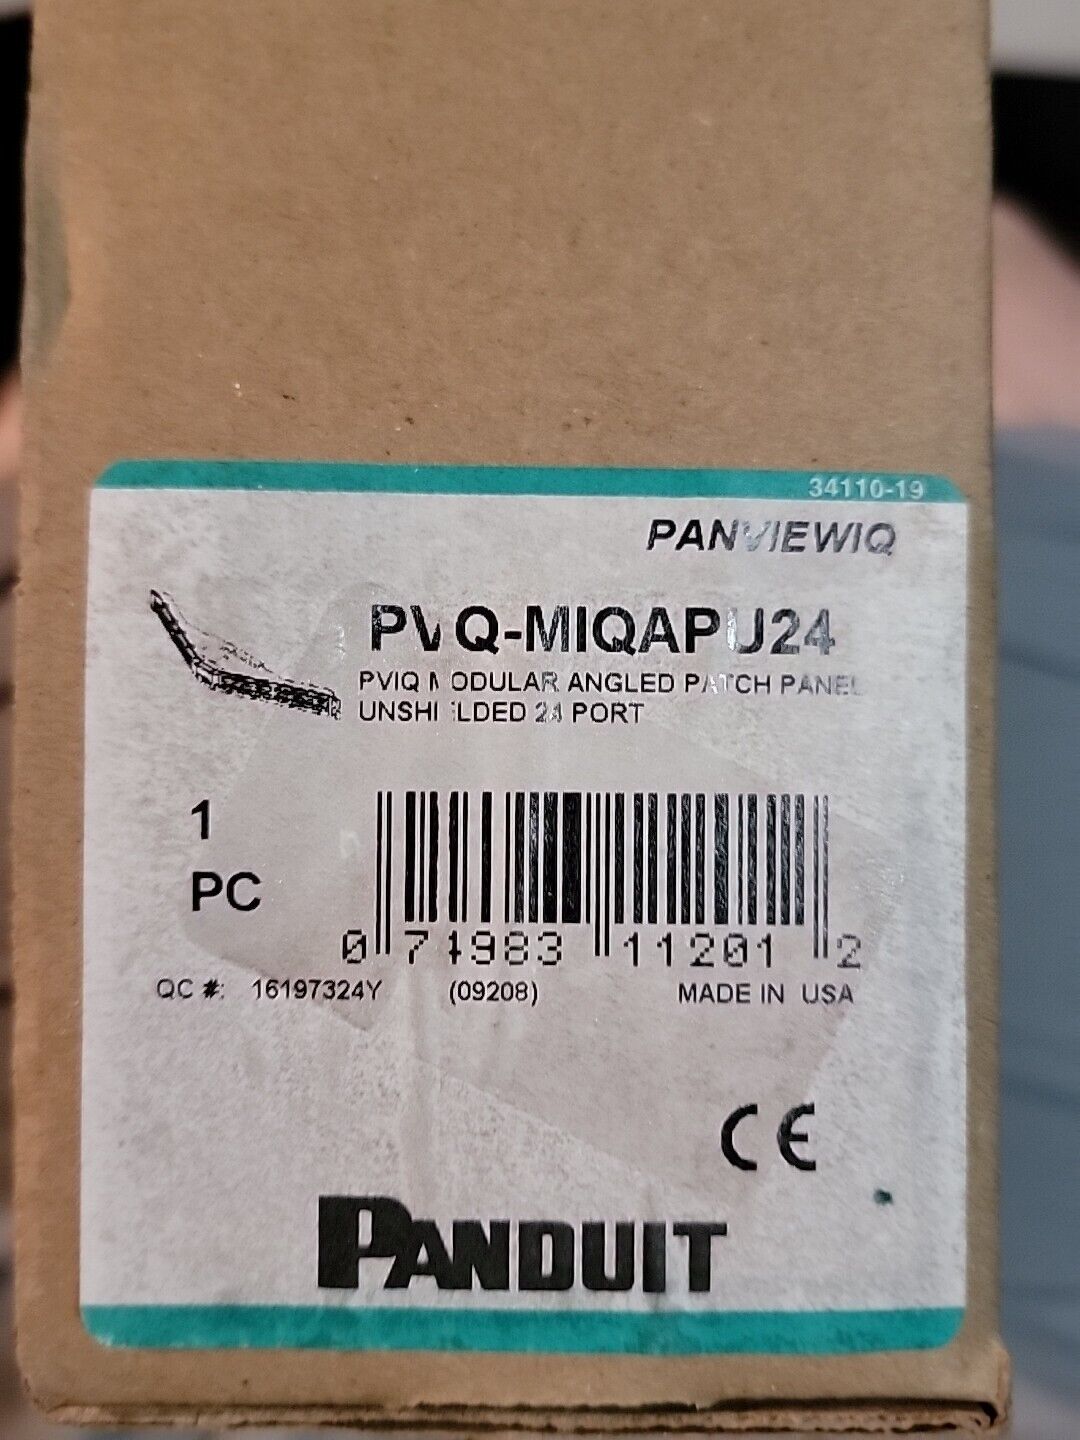 34110-19
PANVIEWIQ
PVQ-MIQAPU24
PVIQ MODULAR ANGLED PATCH PANEL
UNSHIELDED 24 PORT
1
PC
0 74983 11201 2
QC #: 16197324Y (09208) MADE IN USA
CE
PANDUIT